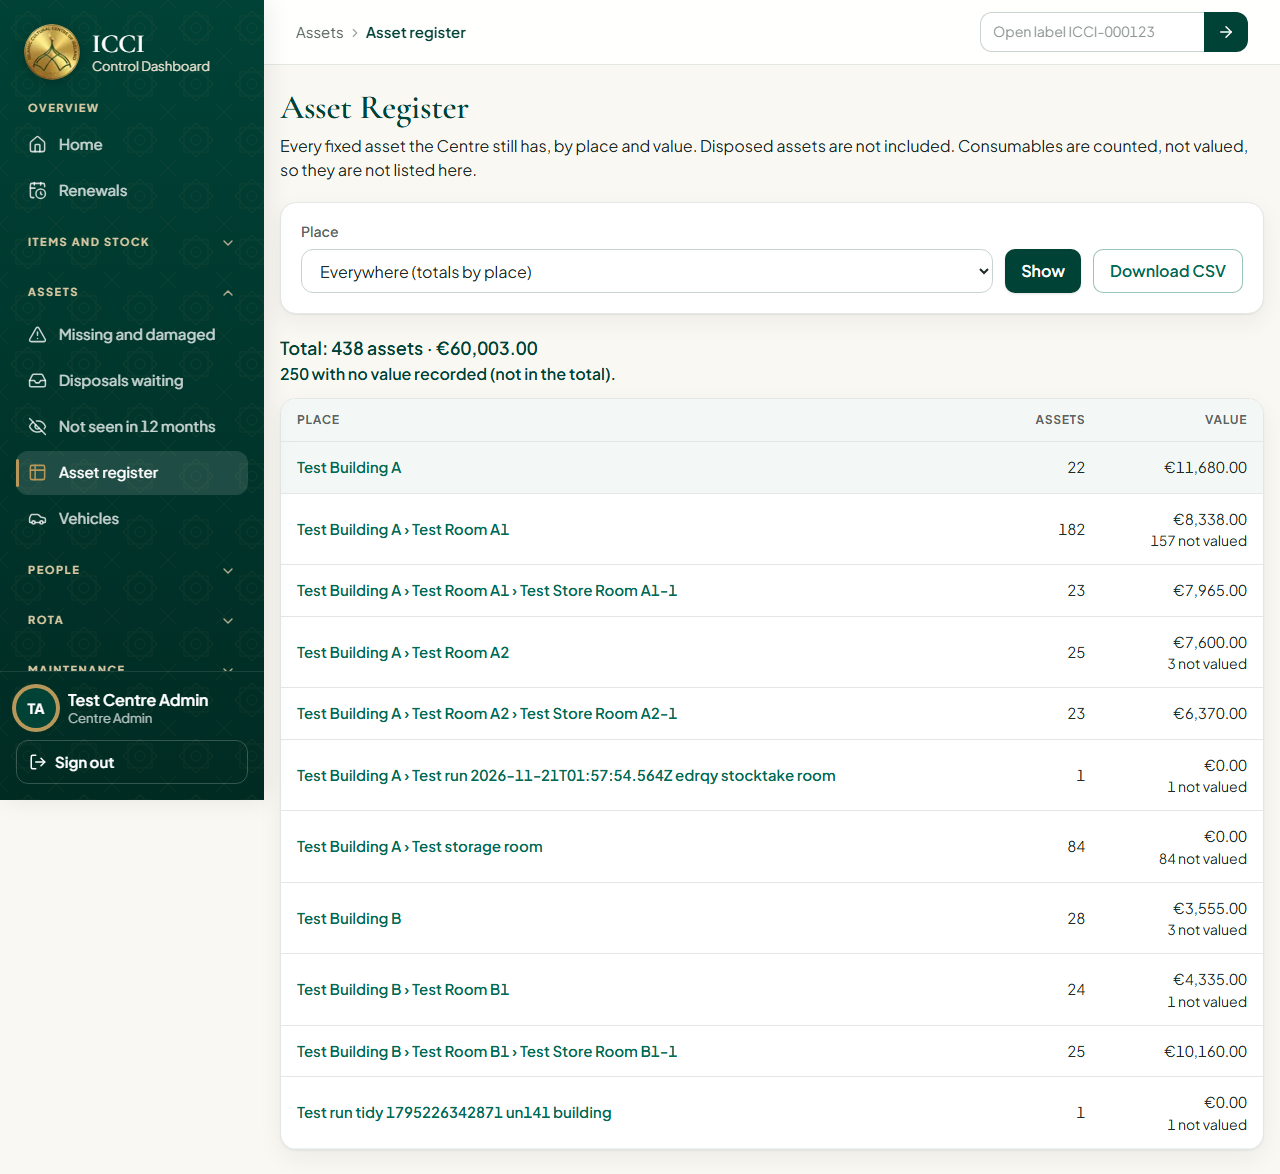 ICCI
Control Dashboard
OVERVIEW
Home
Renewals
ITEMS AND STOCK
ASSETS
Missing and damaged
Disposals waiting
Not seen in 12 months
Asset register
Vehicles
PEOPLE
ROTA
MAINTENANCE
TA
Test Centre Admin
Centre Admin
Sign out
Assets › Asset register
Open label ICCI-000123
Asset Register
Every fixed asset the Centre still has, by place and value. Disposed assets are not included. Consumables are counted, not valued,
so they are not listed here.
Place
Everywhere (totals by place)
Show
Download CSV
Total: 438 assets · €60,003.00
250 with no value recorded (not in the total).
PLACE ASSETS VALUE
Test Building A 22 €11,680.00
Test Building A › Test Room A1 182 €8,338.00
157 not valued
Test Building A › Test Room A1 › Test Store Room A1-1 23 €7,965.00
Test Building A › Test Room A2 25 €7,600.00
3 not valued
Test Building A › Test Room A2 › Test Store Room A2-1 23 €6,370.00
Test Building A › Test run 2026-11-21T01:57:54.564Z edrqy stocktake room 1 €0.00
1 not valued
Test Building A › Test storage room 84 €0.00
84 not valued
Test Building B 28 €3,555.00
3 not valued
Test Building B › Test Room B1 24 €4,335.00
1 not valued
Test Building B › Test Room B1 › Test Store Room B1-1 25 €10,160.00
Test run tidy 1795226342871 un141 building 1 €0.00
1 not valued